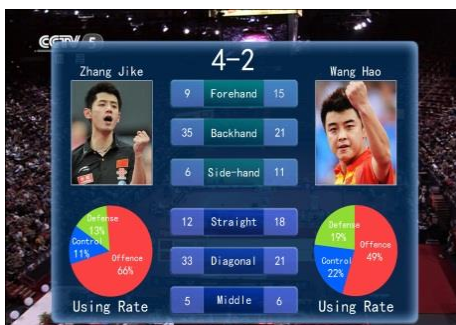 CCTV 5
4-2
Zhang Jike
Wang Hao
9 Forehand 15
35 Backhand 21
6 Side-hand 11
12 Straight 18
33 Diagonal 21
5 Middle 6
Defense
13%
Control
11%
Offence
66%
Using Rate
Defense
19%
Offence
49%
Control
22%
Using Rate